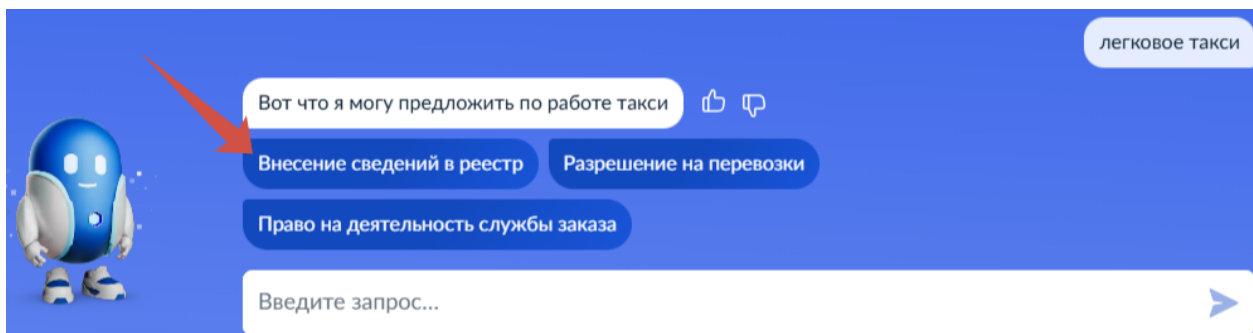 легковое такси
Вот что я могу предложить по работе такси
Внесение сведений в реестр
Разрешение на перевозки
Право на деятельность службы заказа
Введите запрос...